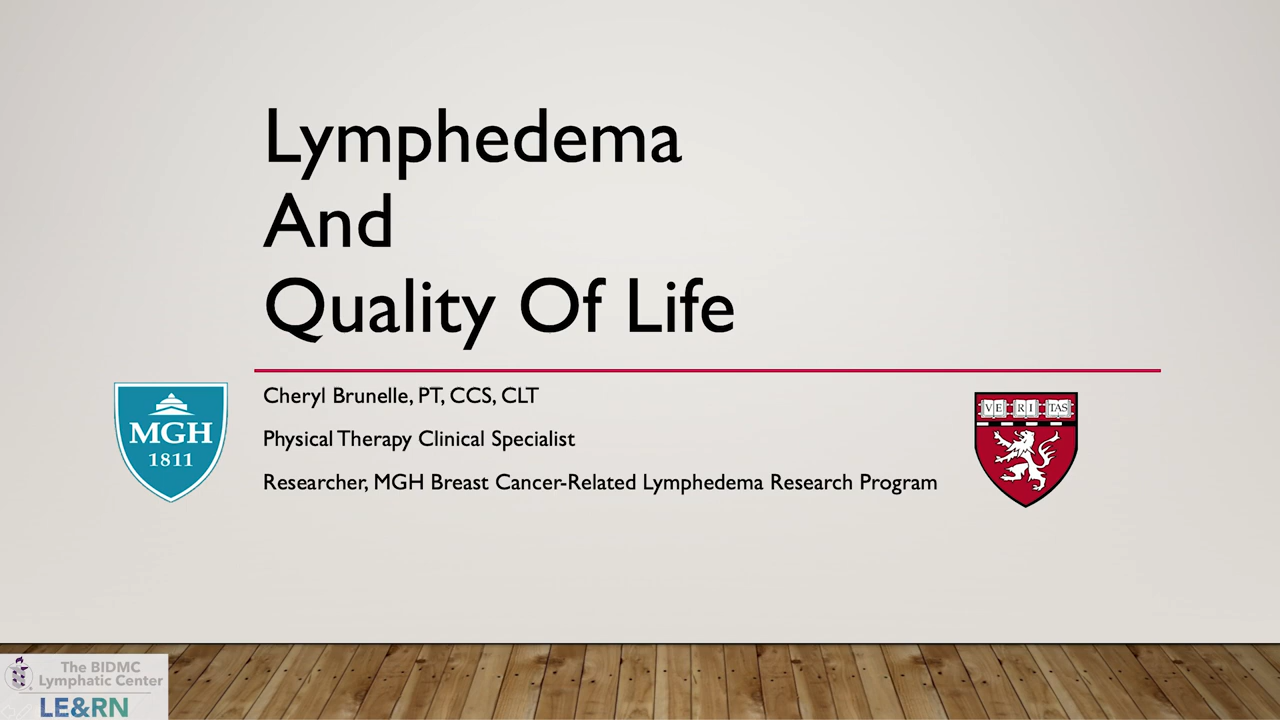 Lymphedema
And
Quality Of Life
Cheryl Brunelle, PT, CCS, CLT
Physical Therapy Clinical Specialist
Researcher, MGH Breast Cancer-Related Lymphedema Research Program
MGH
1811
VE RI TAS
The BIDMC
Lymphatic Center
LE&RN